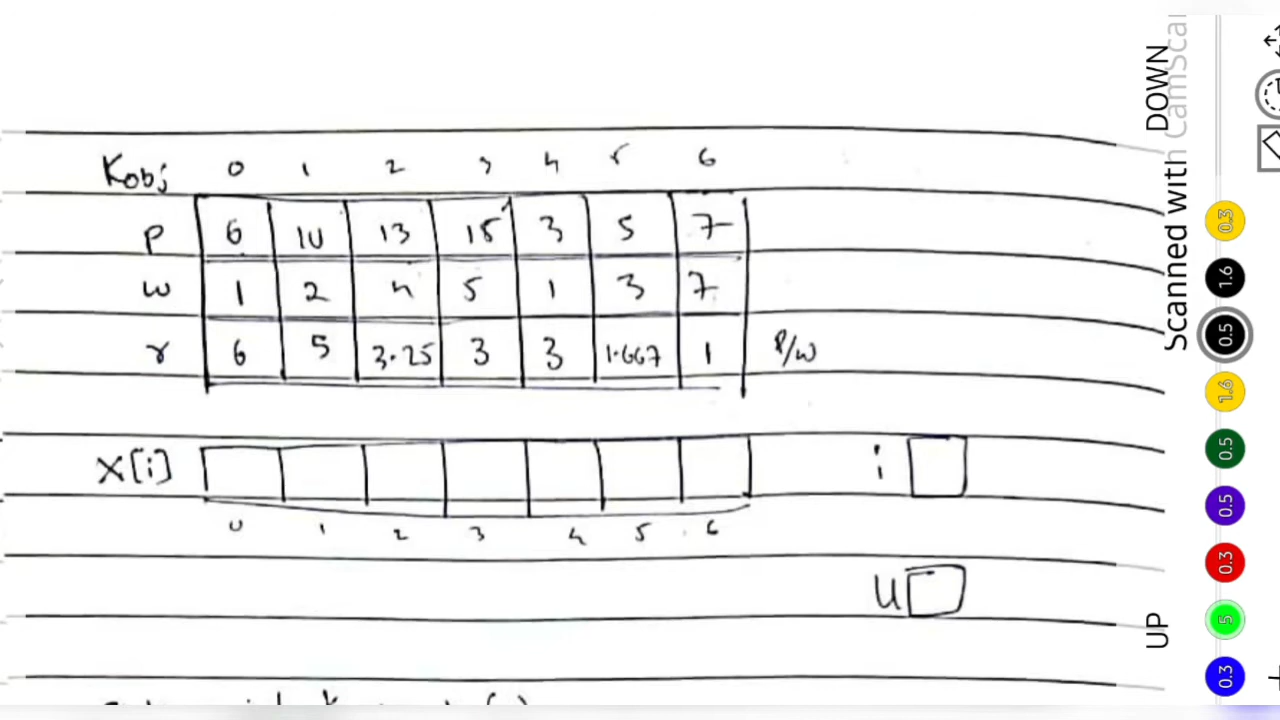 Kobj 0 1 2 3 4 5 6
P 6 10 13 15 3 5 7
w 1 2 4 5 1 3 7
r 6 5 3.25 3 3 1.667 1 P/w
X[i] i
0 1 2 3 4 5 6
U
DOWN
UP
Scanned with CamSca
0.3
1.6
0.5
1.6
0.5
0.5
0.3
5
0.3